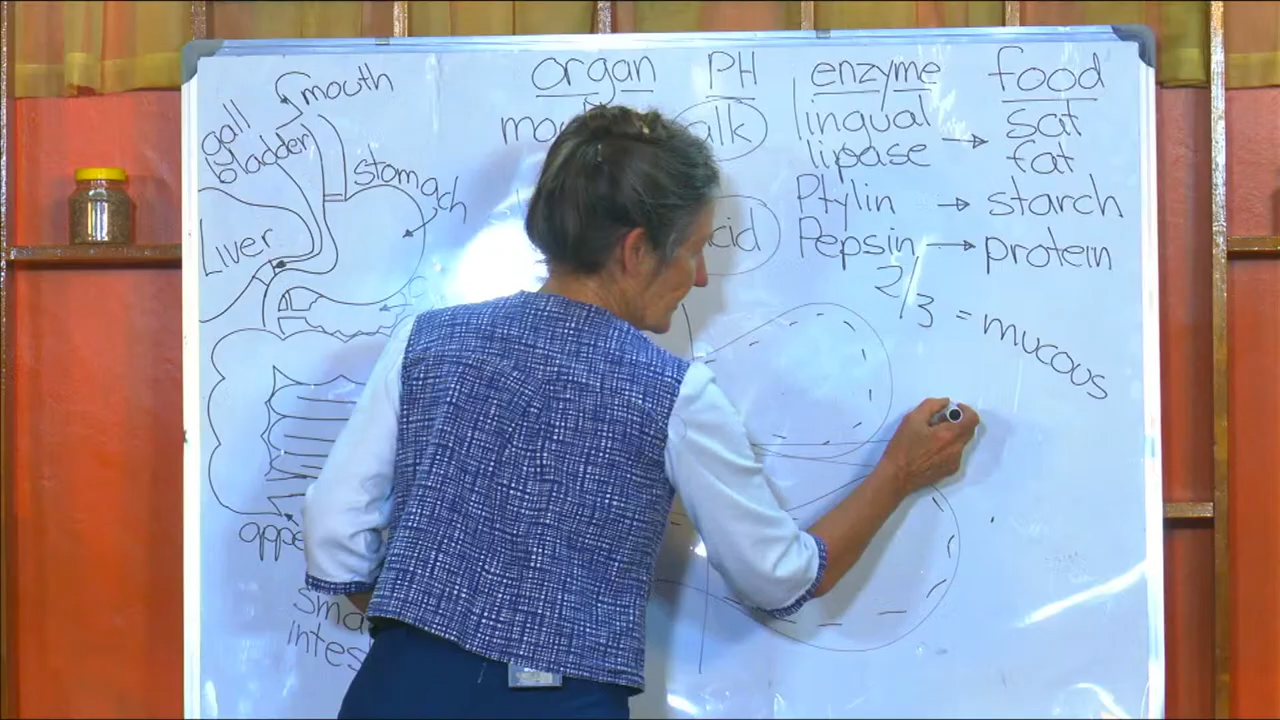 mouth
gall
bladder
stomach
Liver
organ PH enzyme food
alk lingual sat
lipase → fat
Ptylin → starch
Pepsin → protein
2/3 = mucous